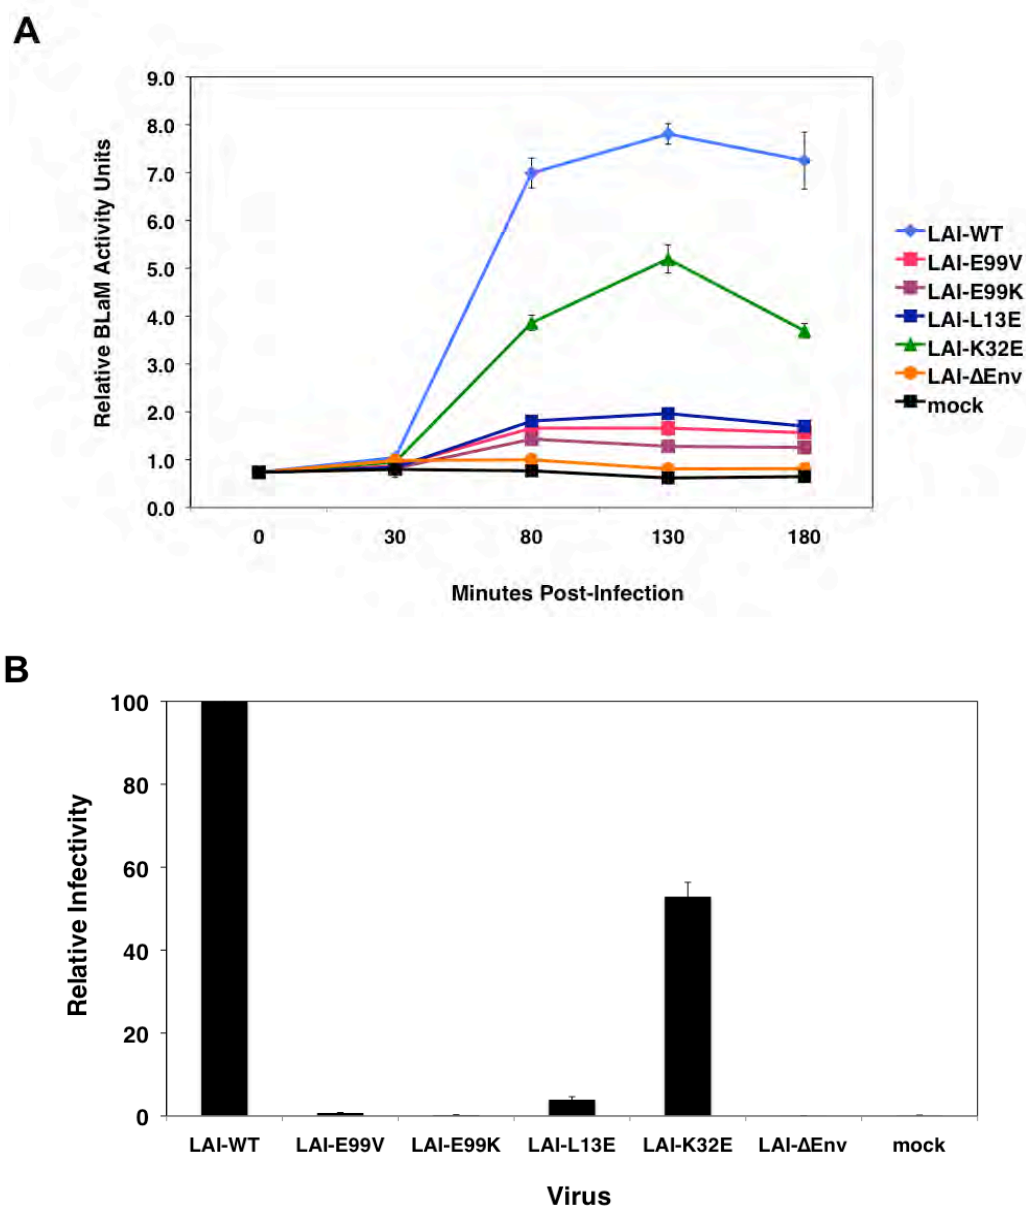 A
Relative BLaM Activity Units
9.0
8.0
7.0
6.0
5.0
4.0
3.0
2.0
1.0
0.0
0 30 80 130 180
Minutes Post-Infection
LAI-WT
LAI-E99V
LAI-E99K
LAI-L13E
LAI-K32E
LAI-ΔEnv
mock
B
Relative Infectivity
100
80
60
40
20
0
LAI-WT LAI-E99V LAI-E99K LAI-L13E LAI-K32E LAI-ΔEnv mock
Virus